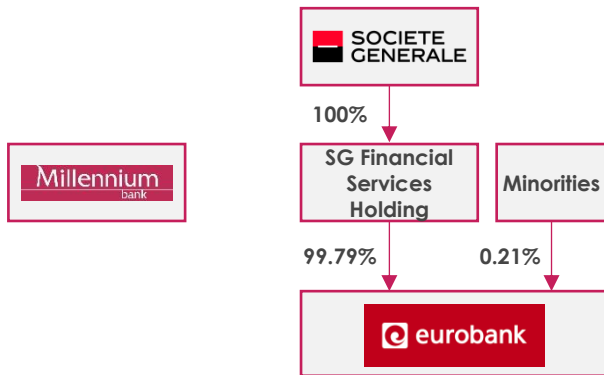 SOCIETE
GENERALE
100%
Millennium
bank
SG Financial
Services
Holding
Minorities
99.79%
0.21%
eurobank